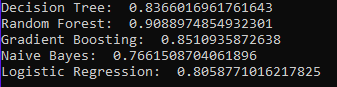 Decision Tree:  0.8366016961761643
Random Forest:  0.9088974854932301
Gradient Boosting:  0.8510935872638
Naive Bayes:  0.7661508704061896
Logistic Regression:  0.8058771016217825